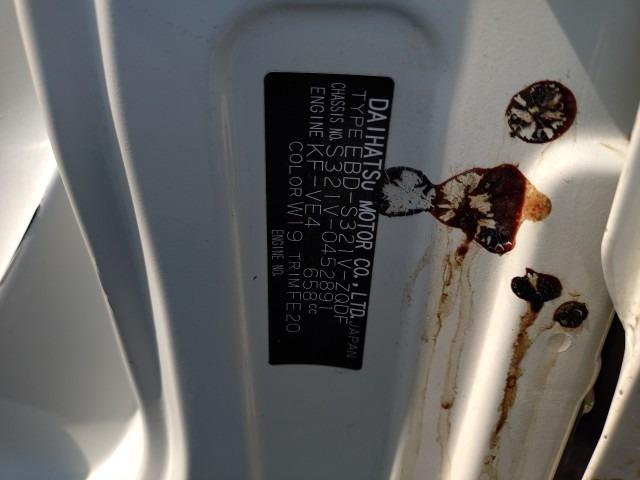 DAIHATSU MOTOR CO.,LTD. JAPAN
TYPE EBD-S321V-ZQDF
CHASSIS NO. S321V-0452891
ENGINE KF-VE4 658cc
COLOR W19 TRIM FE20
ENGINE NO.